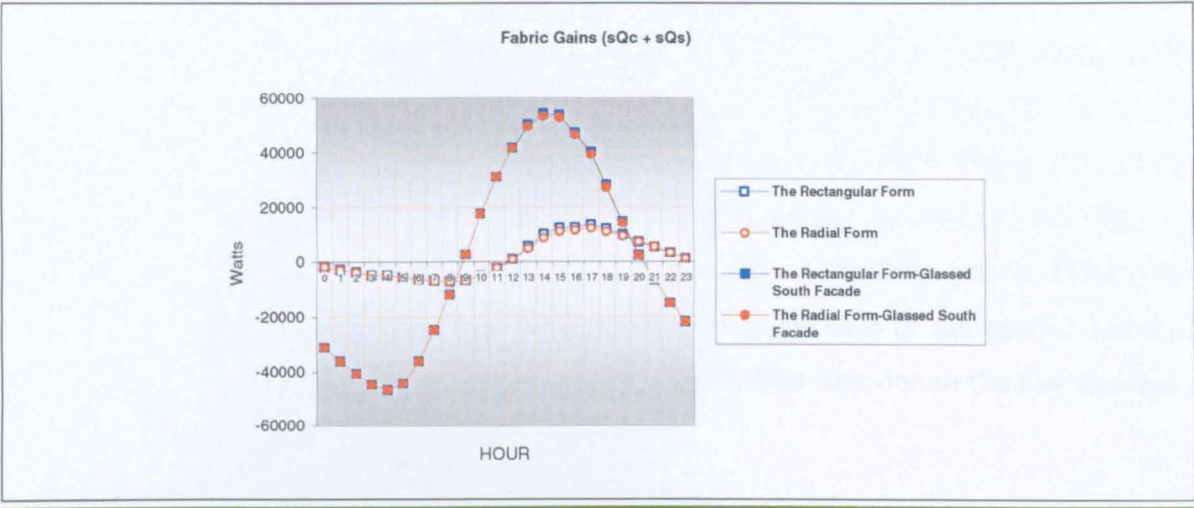 Fabric Gains (sQc + sQs)
60000
40000
20000
0
-20000
-40000
-60000
Watts
0 1 2 3 4 5 6 7 8 9 10 11 12 13 14 15 16 17 18 19 20 21 22 23
HOUR
The Rectangular Form
The Radial Form
The Rectangular Form-Glassed
South Facade
The Radial Form-Glassed South
Facade